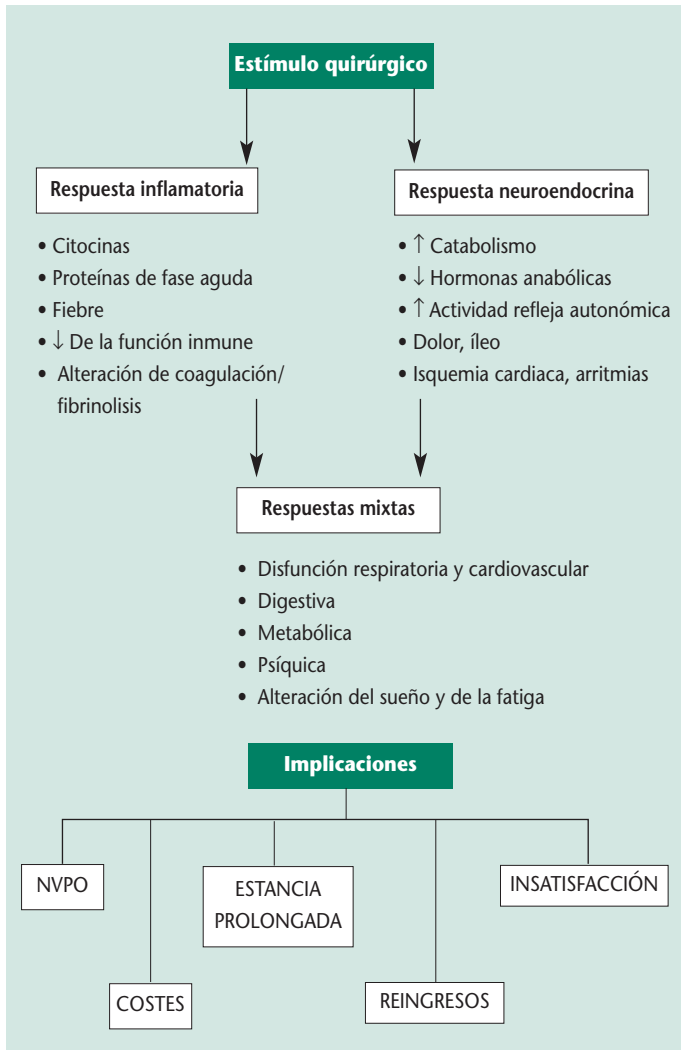 Estímulo quirúrgico
Respuesta inflamatoria
• Citocinas
• Proteínas de fase aguda
• Fiebre
• ↓ De la función inmune
• Alteración de coagulación/
fibrinolisis
Respuesta neuroendocrina
• ↑ Catabolismo
• ↓ Hormonas anabólicas
• ↑ Actividad refleja autonómica
• Dolor, íleo
• Isquemia cardiaca, arritmias
Respuestas mixtas
• Disfunción respiratoria y cardiovascular
• Digestiva
• Metabólica
• Psíquica
• Alteración del sueño y de la fatiga
Implicaciones
NVPO
COSTES
ESTANCIA
PROLONGADA
REINGRESOS
INSATISFACCIÓN